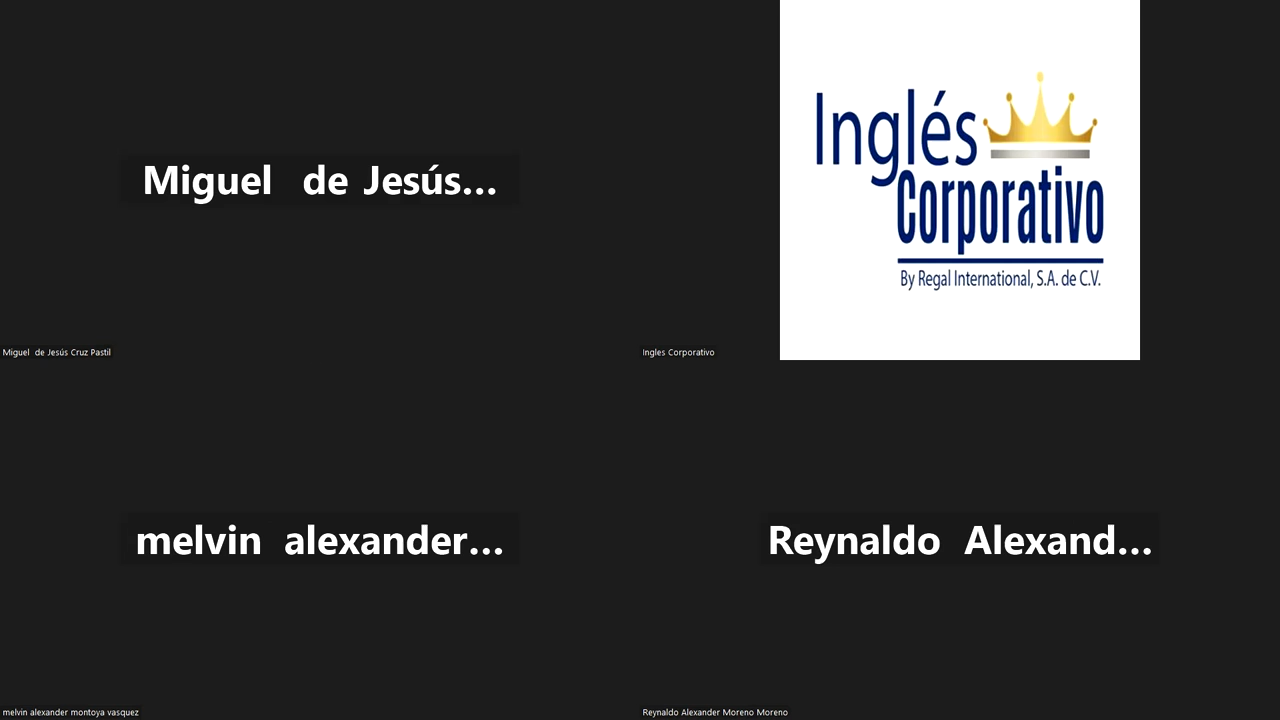 Miguel de Jesús...
Miguel de Jesús Cruz Pastil
Inglés
Corporativo
By Regal International, S.A. de C.V.
Ingles Corporativo
melvin alexander...
melvin alexander montoya vasquez
Reynaldo Alexand...
Reynaldo Alexander Moreno Moreno